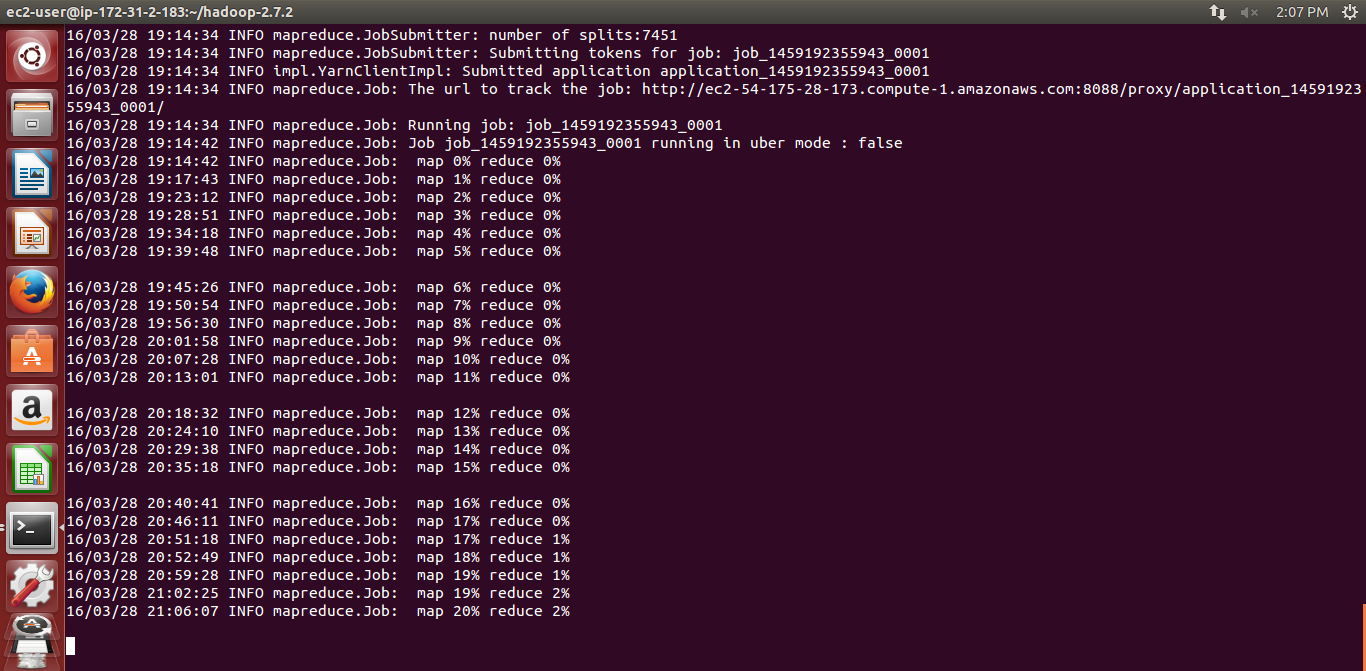 ec2-user@ip-172-31-2-183:~/hadoop-2.7.2
2:07 PM
16/03/28 19:14:34 INFO mapreduce.JobSubmitter: number of splits:7451
16/03/28 19:14:34 INFO mapreduce.JobSubmitter: Submitting tokens for job: job_1459192355943_0001
16/03/28 19:14:34 INFO impl.YarnClientImpl: Submitted application application_1459192355943_0001
16/03/28 19:14:34 INFO mapreduce.Job: The url to track the job: http://ec2-54-175-28-173.compute-1.amazonaws.com:8088/proxy/application_14591923
55943_0001/
16/03/28 19:14:34 INFO mapreduce.Job: Running job: job_1459192355943_0001
16/03/28 19:14:42 INFO mapreduce.Job: Job job_1459192355943_0001 running in uber mode : false
16/03/28 19:14:42 INFO mapreduce.Job:  map 0% reduce 0%
16/03/28 19:17:43 INFO mapreduce.Job:  map 1% reduce 0%
16/03/28 19:23:12 INFO mapreduce.Job:  map 2% reduce 0%
16/03/28 19:28:51 INFO mapreduce.Job:  map 3% reduce 0%
16/03/28 19:34:18 INFO mapreduce.Job:  map 4% reduce 0%
16/03/28 19:39:48 INFO mapreduce.Job:  map 5% reduce 0%
16/03/28 19:45:26 INFO mapreduce.Job:  map 6% reduce 0%
16/03/28 19:50:54 INFO mapreduce.Job:  map 7% reduce 0%
16/03/28 19:56:30 INFO mapreduce.Job:  map 8% reduce 0%
16/03/28 20:01:58 INFO mapreduce.Job:  map 9% reduce 0%
16/03/28 20:07:28 INFO mapreduce.Job:  map 10% reduce 0%
16/03/28 20:13:01 INFO mapreduce.Job:  map 11% reduce 0%
16/03/28 20:18:32 INFO mapreduce.Job:  map 12% reduce 0%
16/03/28 20:24:10 INFO mapreduce.Job:  map 13% reduce 0%
16/03/28 20:29:38 INFO mapreduce.Job:  map 14% reduce 0%
16/03/28 20:35:18 INFO mapreduce.Job:  map 15% reduce 0%
16/03/28 20:40:41 INFO mapreduce.Job:  map 16% reduce 0%
16/03/28 20:46:11 INFO mapreduce.Job:  map 17% reduce 0%
16/03/28 20:51:18 INFO mapreduce.Job:  map 17% reduce 1%
16/03/28 20:52:49 INFO mapreduce.Job:  map 18% reduce 1%
16/03/28 20:59:28 INFO mapreduce.Job:  map 19% reduce 1%
16/03/28 21:02:25 INFO mapreduce.Job:  map 19% reduce 2%
16/03/28 21:06:07 INFO mapreduce.Job:  map 20% reduce 2%